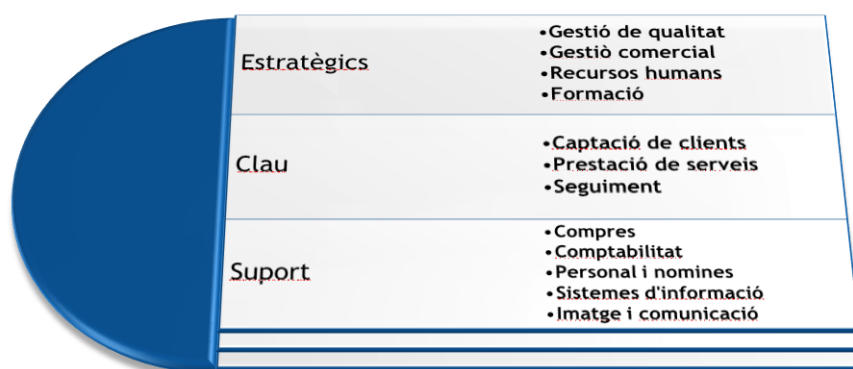 Estratègics
•Gestió de qualitat
•Gestiò comercial
•Recursos humans
•Formació
Clau
•Captació de clients
•Prestació de serveis
•Seguiment
Suport
•Compres
•Comptabilitat
•Personal i nomines
•Sistemes d'informació
•Imatge i comunicació